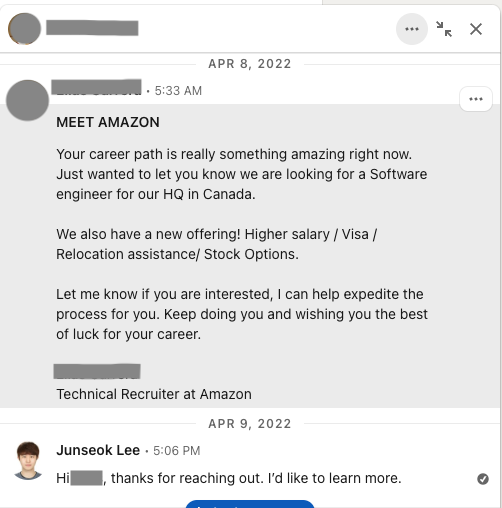 APR 8, 2022
• 5:33 AM
MEET AMAZON
Your career path is really something amazing right now.
Just wanted to let you know we are looking for a Software
engineer for our HQ in Canada.
We also have a new offering! Higher salary / Visa /
Relocation assistance/ Stock Options.
Let me know if you are interested, I can help expedite the
process for you. Keep doing you and wishing you the best
of luck for your career.
Technical Recruiter at Amazon
APR 9, 2022
Junseok Lee • 5:06 PM
Hi , thanks for reaching out. I'd like to learn more.